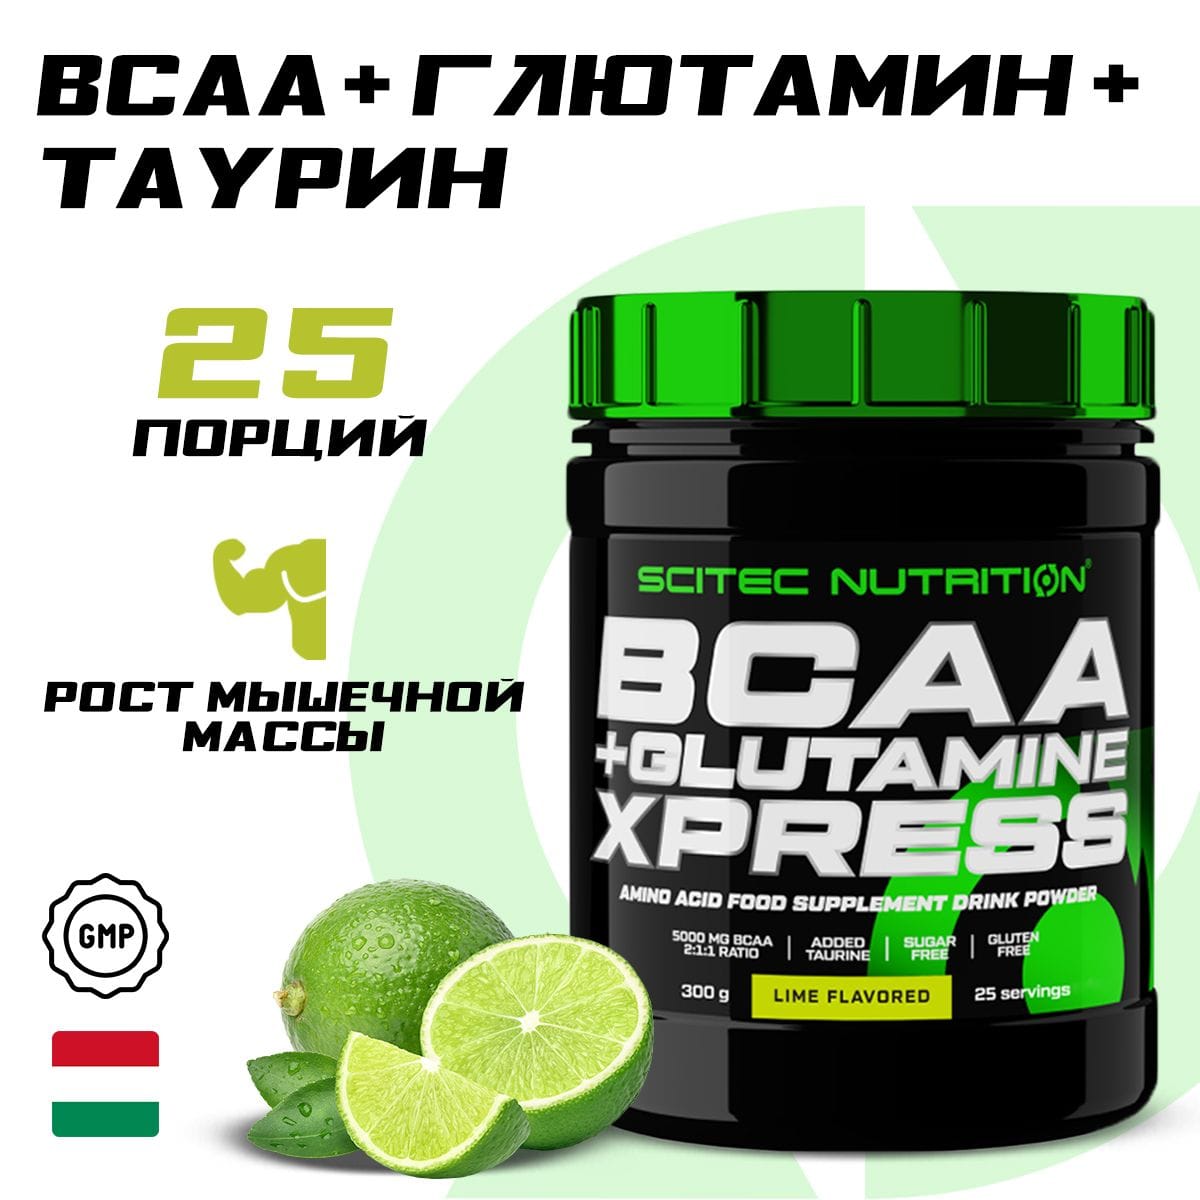 BCAA+ГЛЮТАМИН+
ТАУРИН
25
ПОРЦИЙ
РОСТ МЫШЕЧНОЙ
МАССЫ
GMP
SCITEC NUTRITION®
BCAA
+GLUTAMINE
XPRESS
AMINO ACID FOOD SUPPLEMENT DRINK POWDER
5000 MG BCAA
2:1:1 RATIO
ADDED
TAURINE
SUGAR
FREE
GLUTEN
FREE
300 g
LIME FLAVORED
25 servings